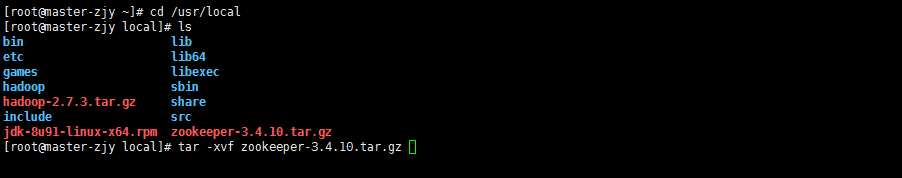 [root@master-zjy ~]# cd /usr/local
[root@master-zjy local]# ls
bin                lib
etc                lib64
games              libexec
hadoop             sbin
hadoop-2.7.3.tar.gz    share
include            src
jdk-8u91-linux-x64.rpm  zookeeper-3.4.10.tar.gz
[root@master-zjy local]# tar -xvf zookeeper-3.4.10.tar.gz